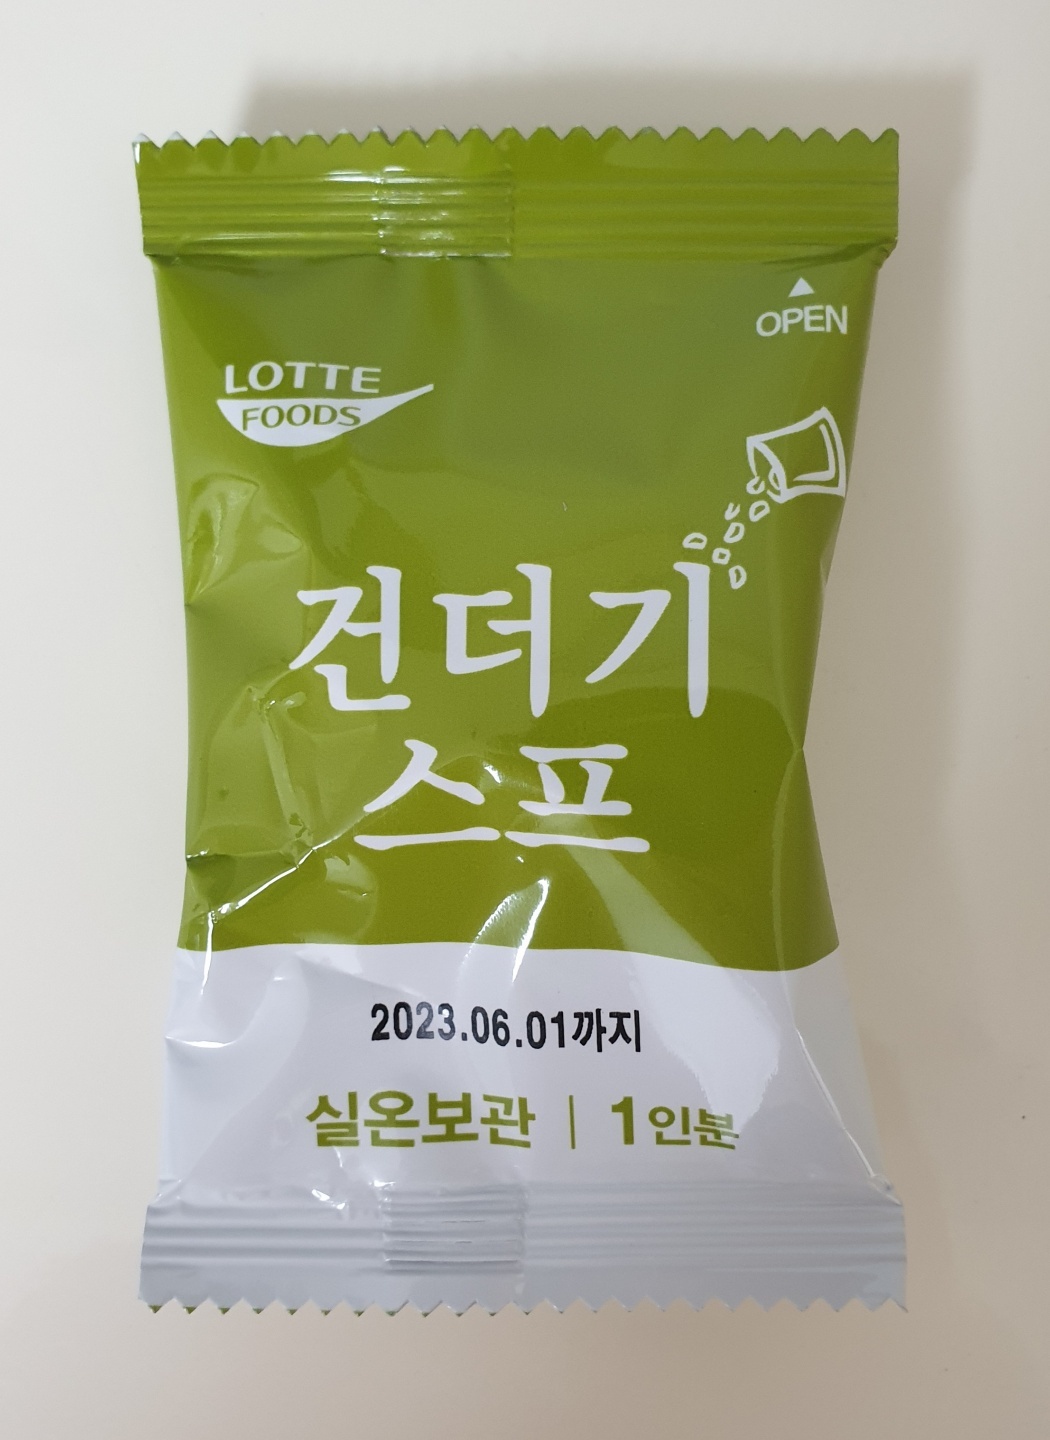 OPEN
LOTTE
FOODS
건더기
스프
2023.06.01까지
실온보관 | 1인분